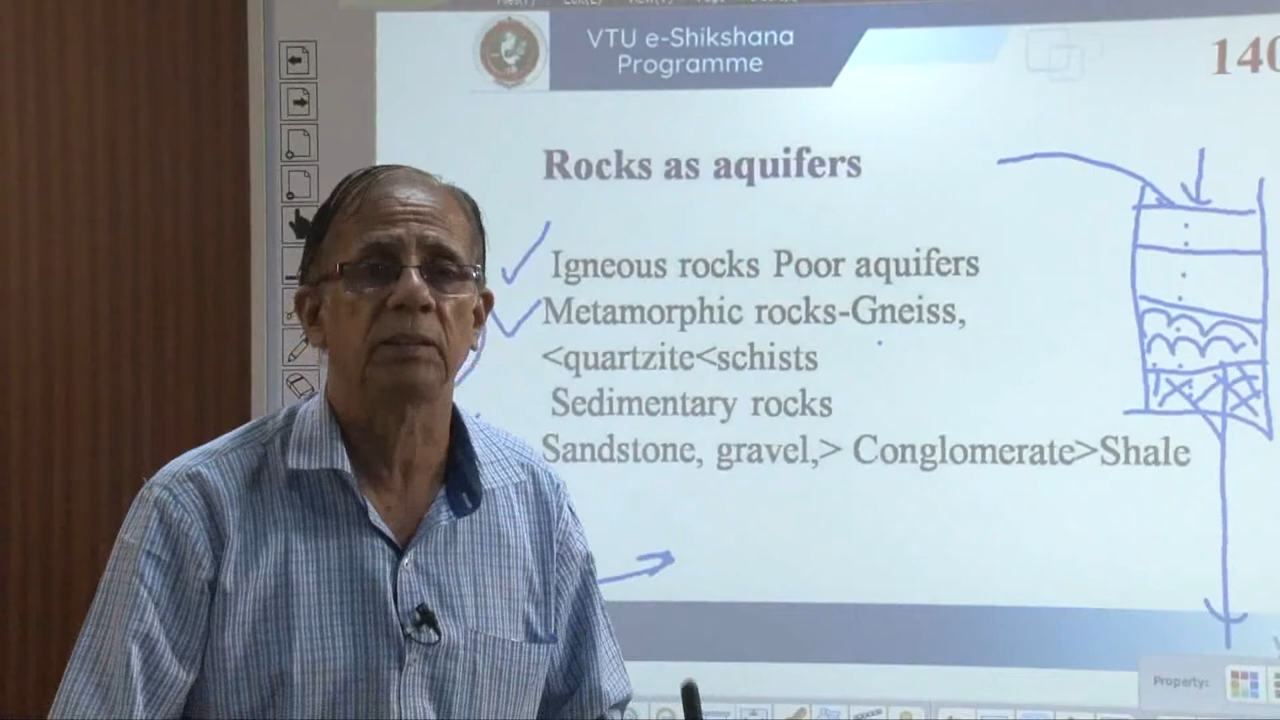 VTU e-Shikshana
Programme
140
Rocks as aquifers
Igneous rocks Poor aquifers
Metamorphic rocks-Gneiss,
<quartzite<schists
Sedimentary rocks
Sandstone, gravel,> Conglomerate>Shale
Property: